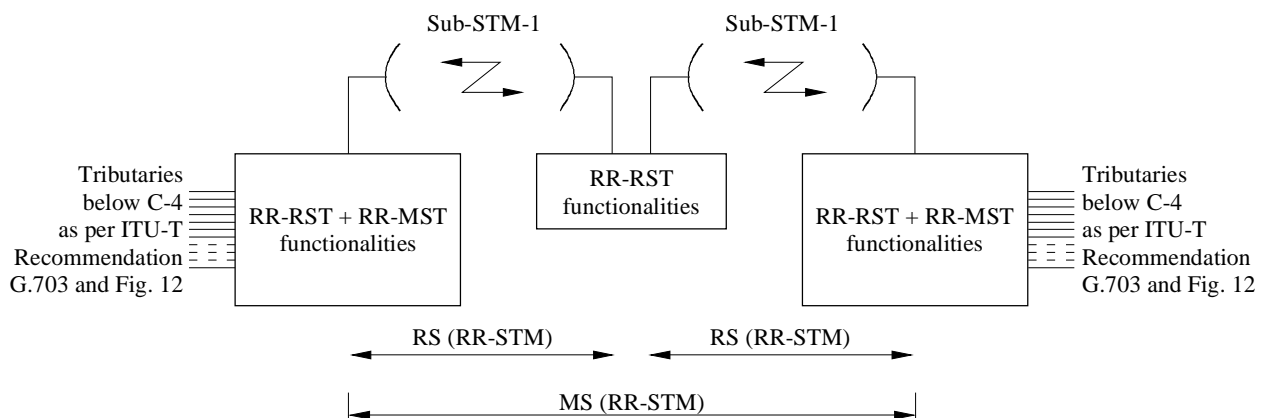 Sub-STM-1
Sub-STM-1
Tributaries
below C-4
as per ITU-T
Recommendation
G.703 and Fig. 12
RR-RST + RR-MST
functionalities
RR-RST
functionalities
RR-RST + RR-MST
functionalities
Tributaries
below C-4
as per ITU-T
Recommendation
G.703 and Fig. 12
RS (RR-STM)
RS (RR-STM)
MS (RR-STM)